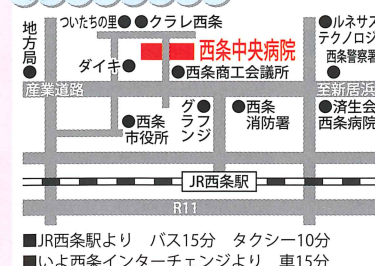 ついたちの里●
●クラレ西条
●ルネサス
テクノロジ
地方局●
西条中央病院
西条警察署
●
ダイキ●
●西条商工会議所
産業道路
至新居浜
●西条市役所
グラフジ●ン
●西条消防署
●済生会
西条病院
JR西条駅
R11
■JR西条駅より バス15分 タクシー10分
■いよ西条インターチェンジより 車15分